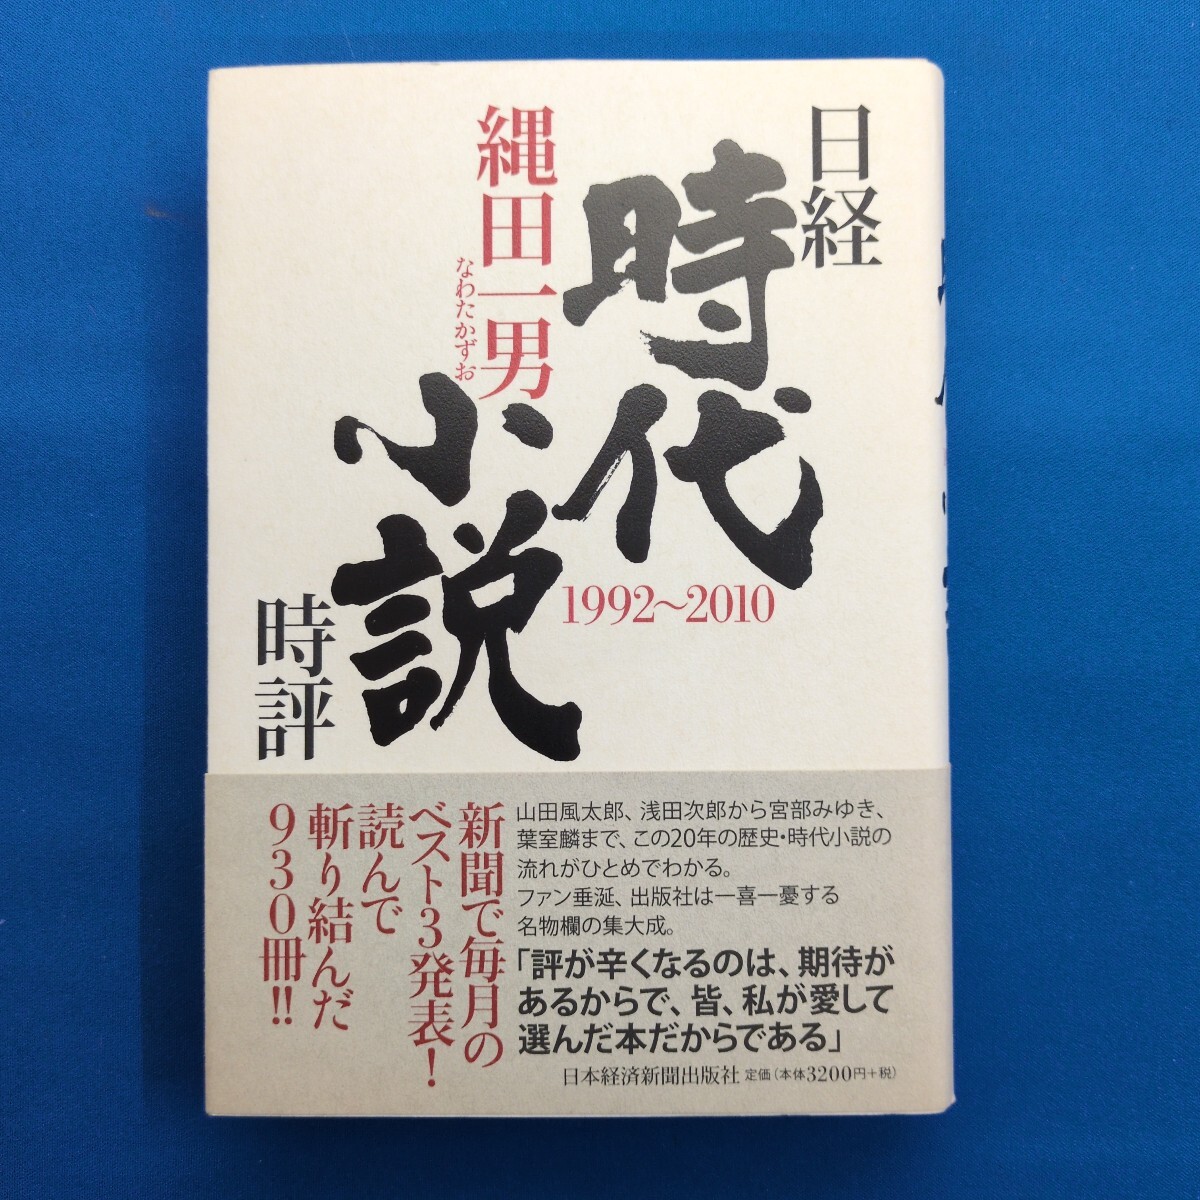 日経
時代
小説
時評
1992〜2010
縄田一男
なわたかずお
新聞で毎月の
ベスト3発表！
読んで
斬り結んだ
930冊!!
山田風太郎、浅田次郎から宮部みゆき、
葉室麟まで、この20年の歴史・時代小説の
流れがひとめでわかる。
ファン垂涎、出版社は一喜一憂する
名物欄の集大成。
「評が辛くなるのは、期待が
あるからで、皆、私が愛して
選んだ本だからである」
日本経済新聞出版社 定価（本体3200円+税）